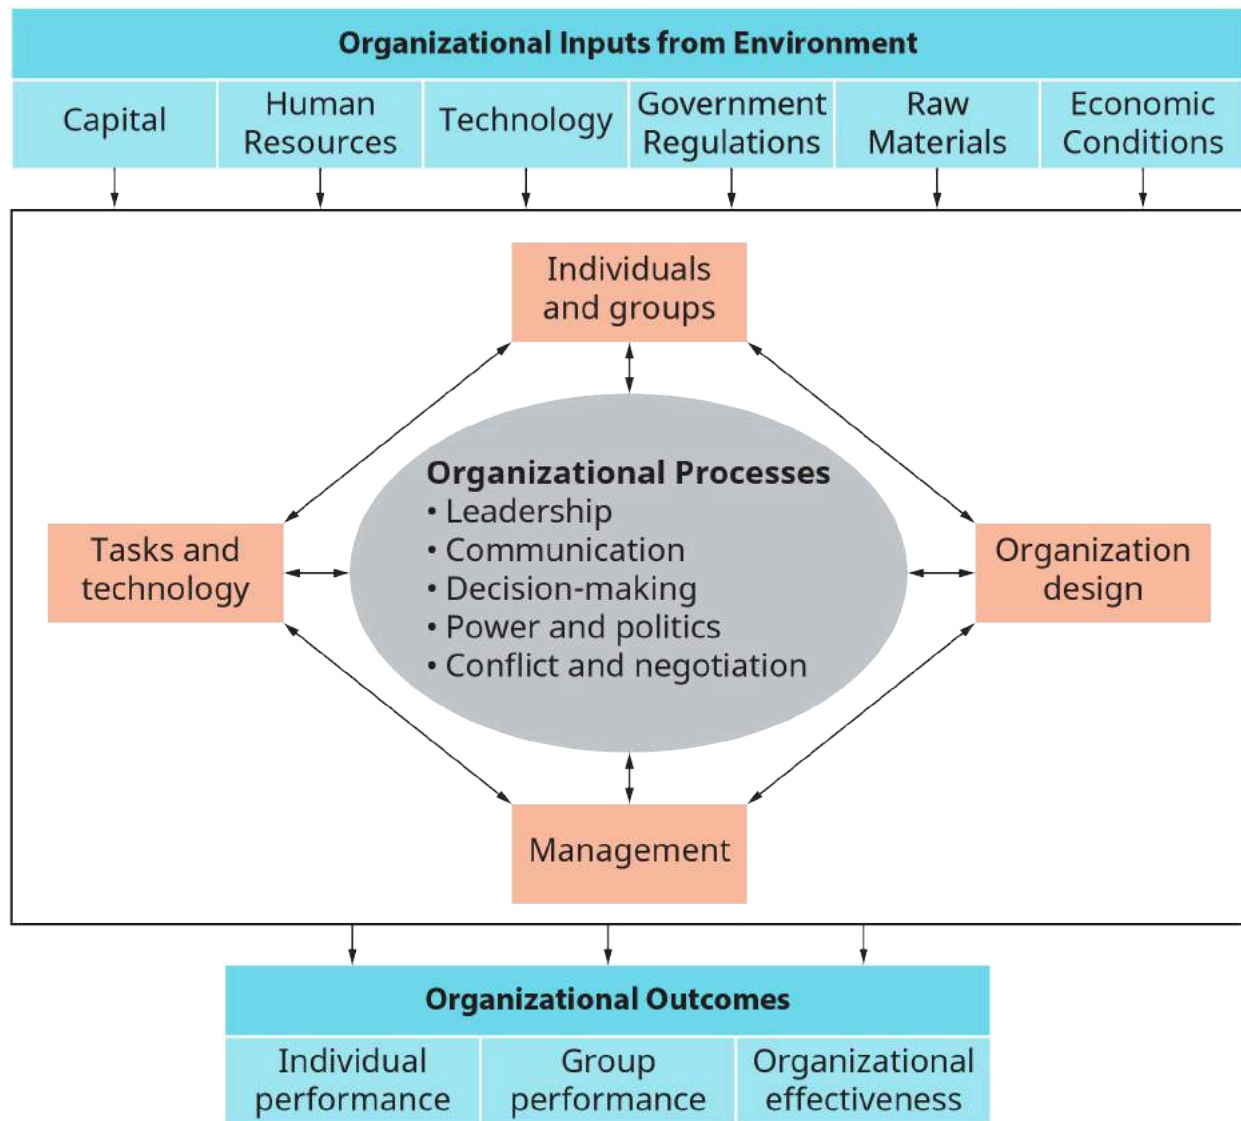 Organizational Inputs from Environment
Capital
Human
Resources
Technology
Government
Regulations
Raw
Materials
Economic
Conditions
Individuals
and groups
Organizational Processes
• Leadership
• Communication
• Decision-making
• Power and politics
• Conflict and negotiation
Tasks and
technology
Organization
design
Management
Organizational Outcomes
Individual
performance
Group
performance
Organizational
effectiveness